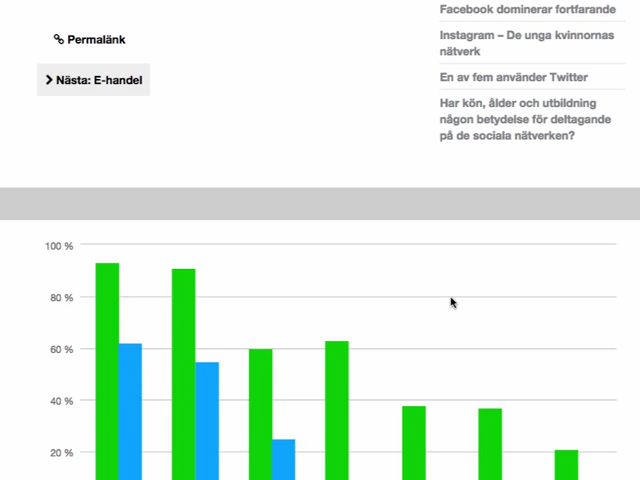 Facebook dominerar fortfarande
Instagram – De unga kvinnornas
nätverk
En av fem använder Twitter
Har kön, ålder och utbildning
någon betydelse för deltagande
på de sociala nätverken?
Permalänk
Nästa: E-handel
100 %
80 %
60 %
40 %
20 %